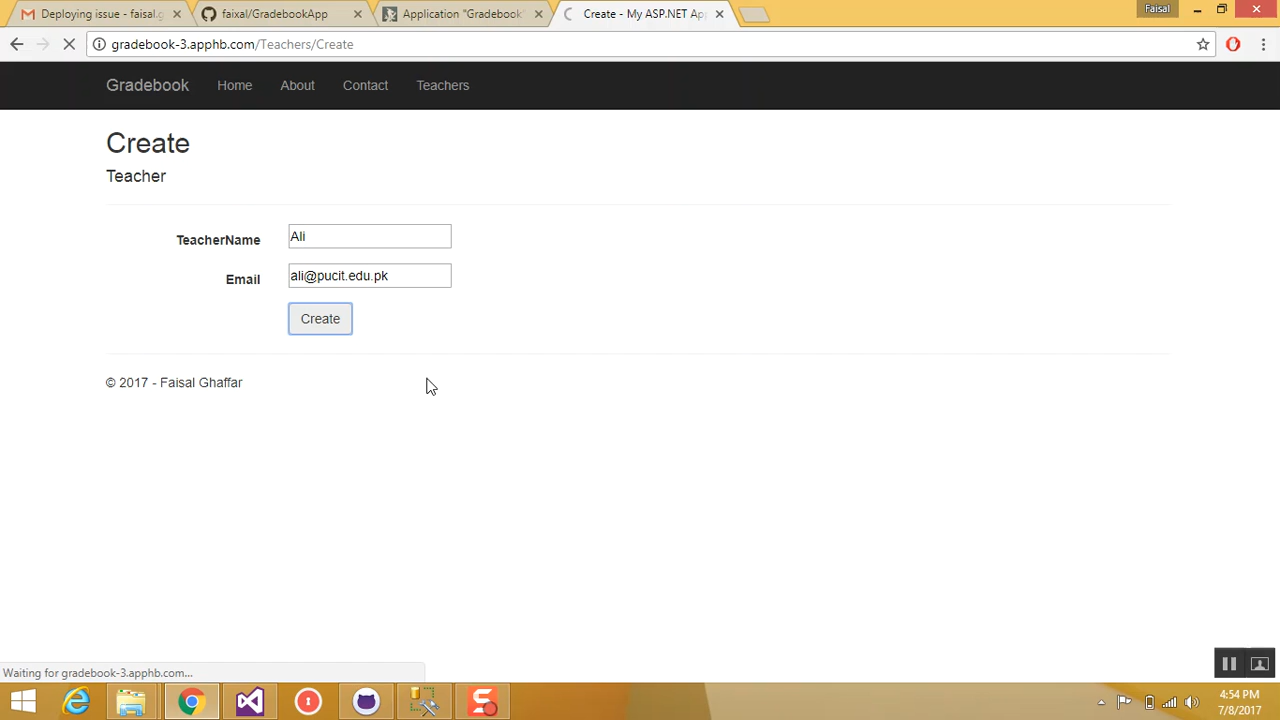 Deploying issue - faisal.g
faixal/GradebookApp
Application "Gradebook"
Create - My ASP.NET App
Faisal
gradebook-3.apphb.com/Teachers/Create
Gradebook Home About Contact Teachers
Create
Teacher
TeacherName Ali
Email ali@pucit.edu.pk
Create
© 2017 - Faisal Ghaffar
Waiting for gradebook-3.apphb.com...
4:54 PM
7/8/2017